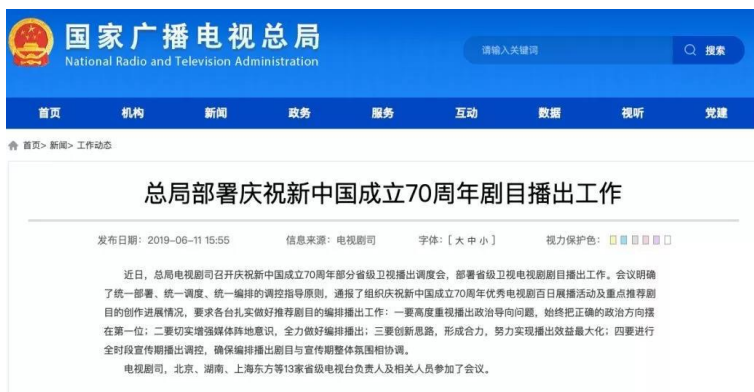 国家广播电视总局
National Radio and Television Administration
请输入关键词
搜索
首页 机构 新闻 政务 服务 互动 数据 视听 党建
首页> 新闻> 工作动态
总局部署庆祝新中国成立70周年剧目播出工作
发布日期：2019-06-11 15:55 信息来源：电视剧司 字体：[ 大 中 小 ] 视力保护色：
近日，总局电视剧司召开庆祝新中国成立70周年部分省级卫视播出调度会，部署省级卫视电视剧剧目播出工作。会议明确
了统一部署、统一调度、统一编排的调控指导原则，通报了组织庆祝新中国成立70周年优秀电视剧百日展播活动及重点推荐剧
目的创作进展情况，要求各台扎实做好推荐剧目的编排播出工作：一要高度重视播出政治导向问题，始终把正确的政治方向摆
在第一位；二要切实增强媒体阵地意识，全力做好编排播出；三要创新思路，形成合力，努力实现播出效益最大化；四要进行
全时段宣传期播出调控，确保编排播出剧目与宣传期整体氛围相协调。
电视剧司，北京、湖南、上海东方等13家省级电视台负责人及相关人员参加了会议。